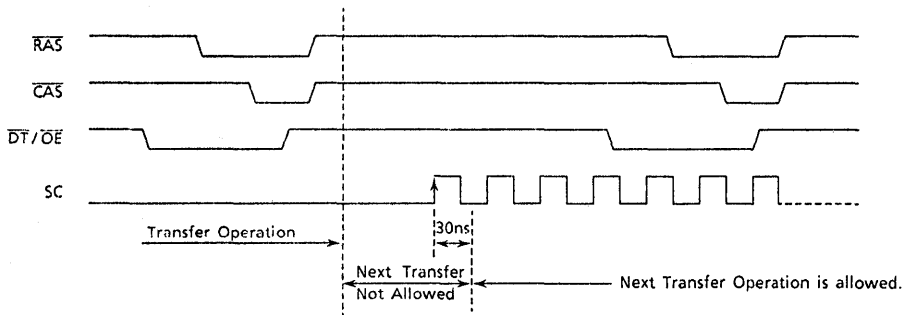 RAS
CAS
DT/OE
SC
30ns
Transfer Operation
Next Transfer
Not Allowed
Next Transfer Operation is allowed.